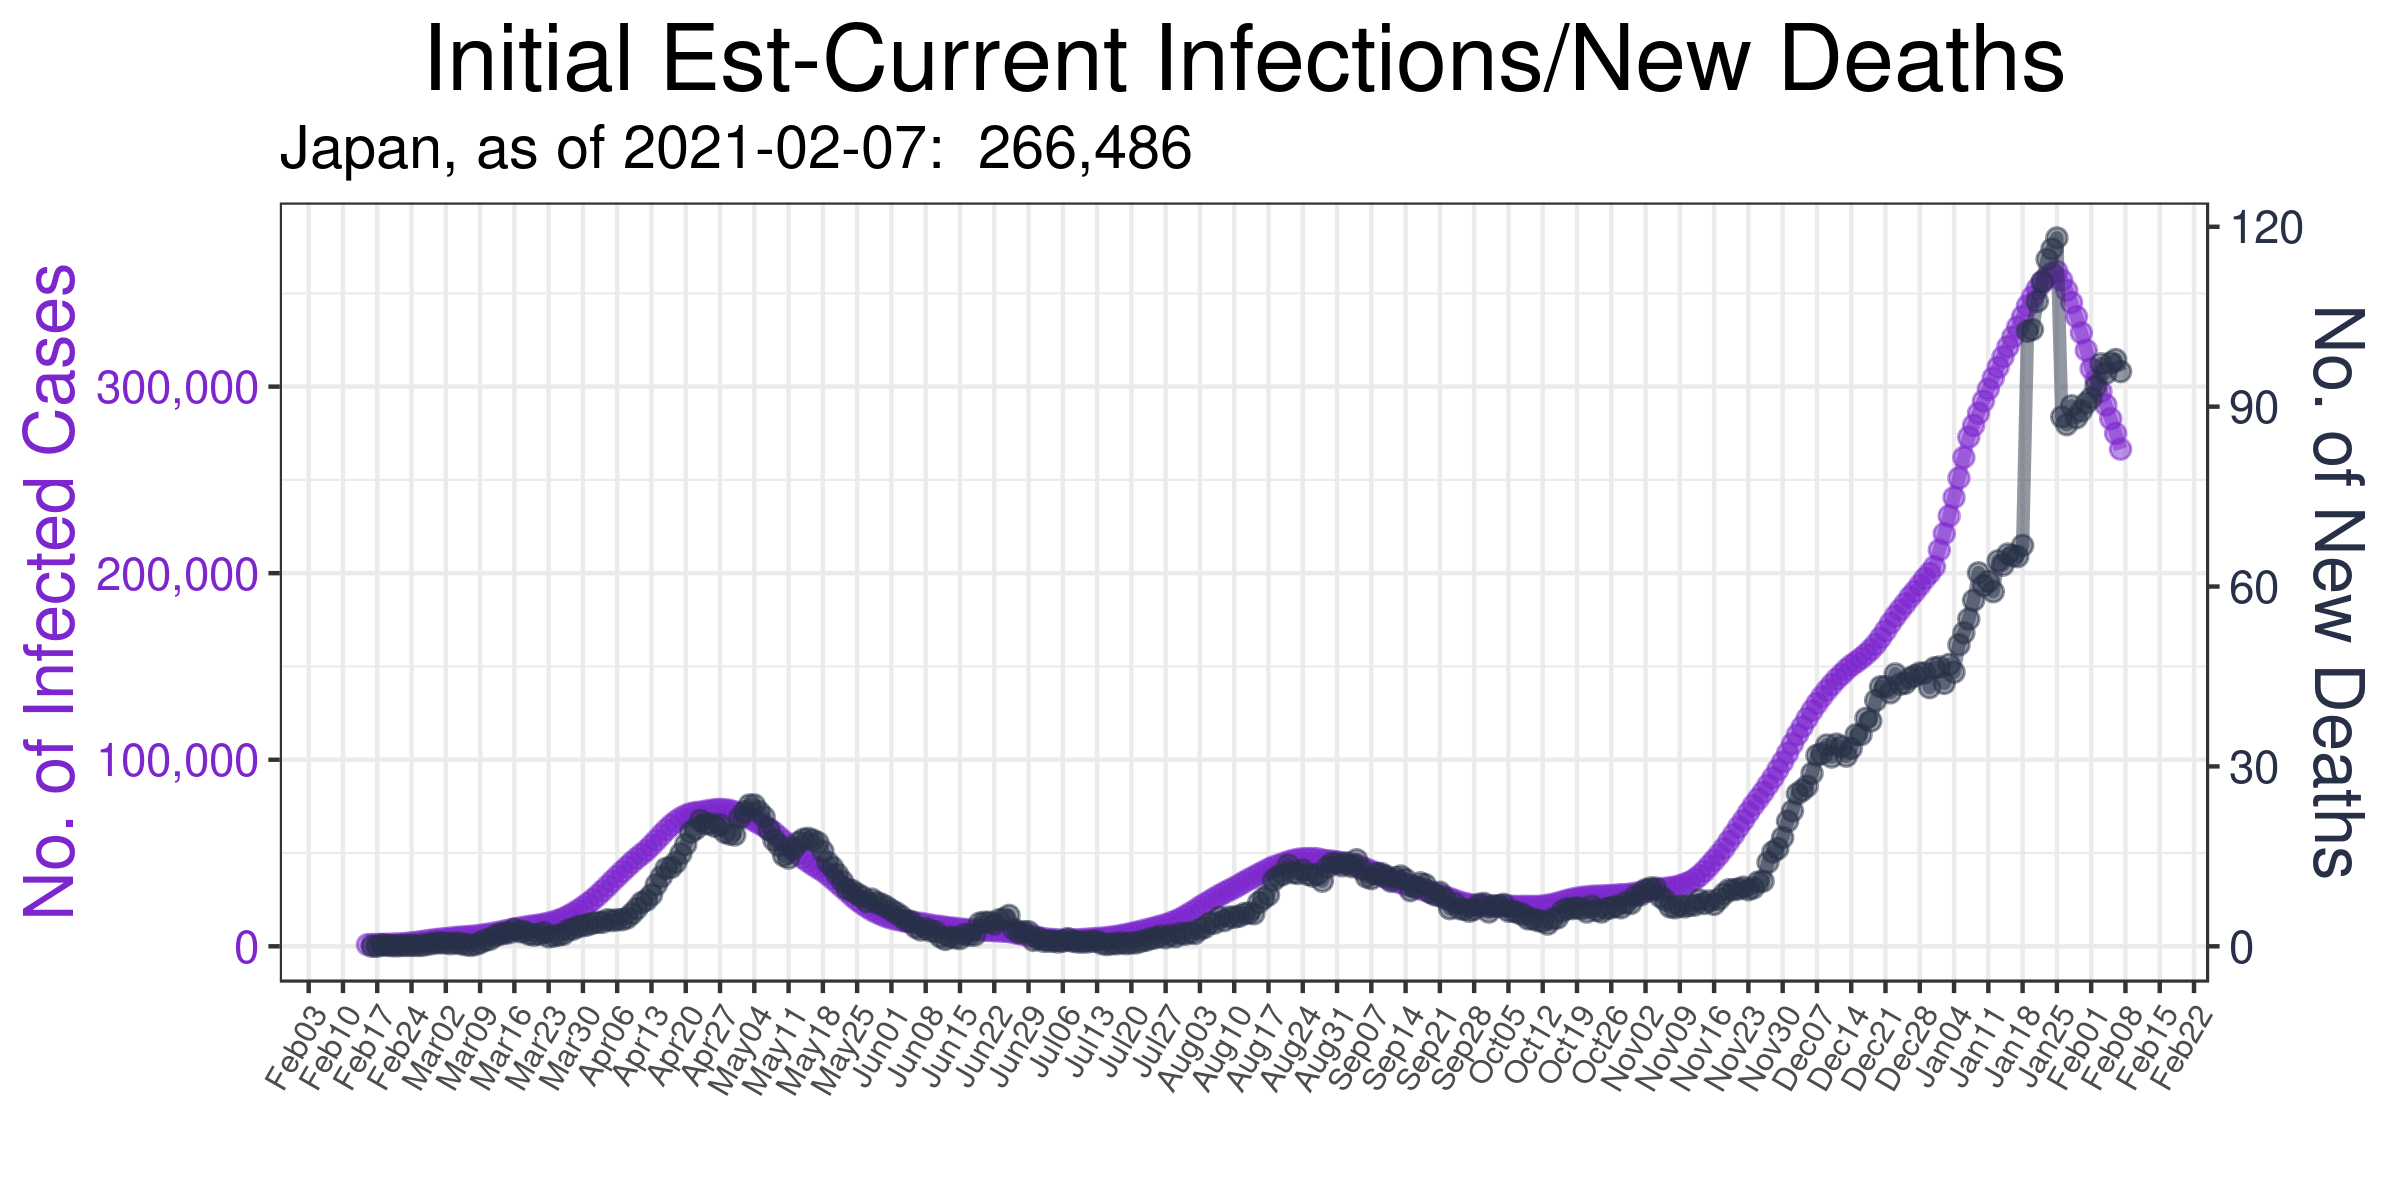 Initial Est-Current Infections/New Deaths
Japan, as of 2021-02-07: 266,486
No. of Infected Cases
300,000
200,000
100,000
0
120
90
60
30
0
No. of New Deaths
Feb03
Feb10
Feb17
Feb24
Mar02
Mar09
Mar16
Mar23
Mar30
Apr06
Apr13
Apr20
Apr27
May04
May11
May18
May25
Jun01
Jun08
Jun15
Jun22
Jun29
Jul06
Jul13
Jul20
Jul27
Aug03
Aug10
Aug17
Aug24
Aug31
Sep07
Sep14
Sep21
Sep28
Oct05
Oct12
Oct19
Oct26
Nov02
Nov09
Nov16
Nov23
Nov30
Dec07
Dec14
Dec21
Dec28
Jan04
Jan11
Jan18
Jan25
Feb01
Feb08
Feb15
Feb22